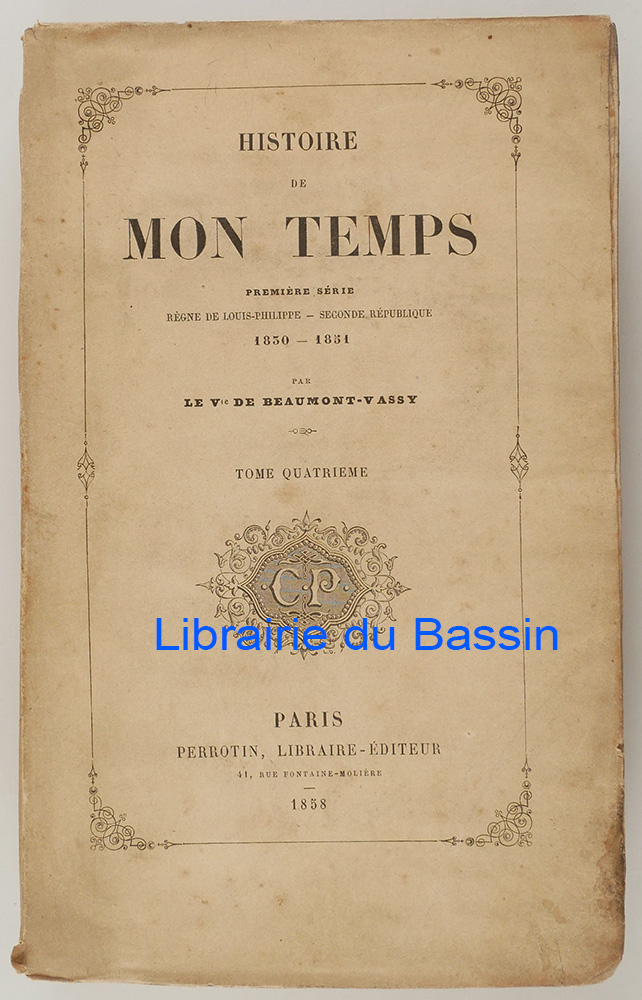 HISTOIRE
DE
MON TEMPS
PREMIÈRE SÉRIE
RÈGNE DE LOUIS-PHILIPPE — SECONDE RÉPUBLIQUE
1830 — 1851
PAR
LE Vte DE BEAUMONT-VASSY
TOME QUATRIEME
C.P.
Librairie du Bassin
PARIS
PERROTIN, LIBRAIRE-ÉDITEUR
41, RUE FONTAINE-MOLIÈRE
1858